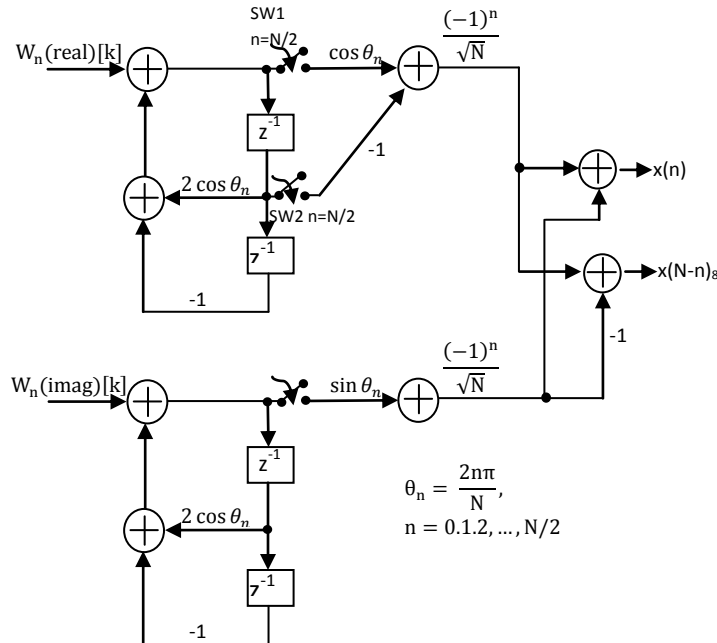 SW1
n=N/2
Wₙ(real)[k]
cos θₙ
(-1)ⁿ
√N
z⁻¹
-1
2 cos θₙ
SW2 n=N/2
x(n)
z⁻¹
-1
x(N-n)₈
-1
Wₙ(imag)[k]
sin θₙ
(-1)ⁿ
√N
z⁻¹
θₙ = 2nπ
N ,
n = 0.1.2, ... , N/2
2 cos θₙ
z⁻¹
-1